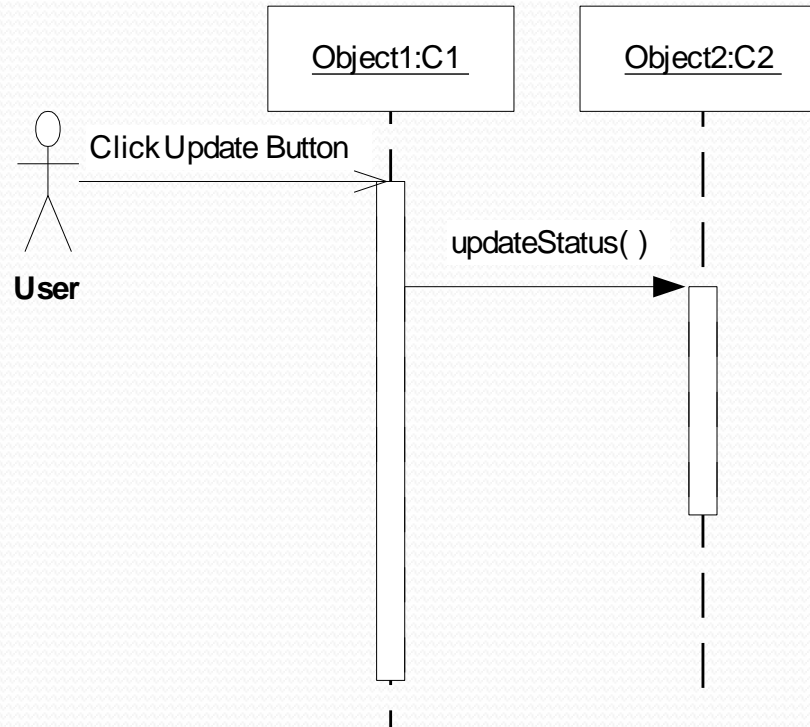 Object1:C1
Object2:C2
Click Update Button
updateStatus( )
User